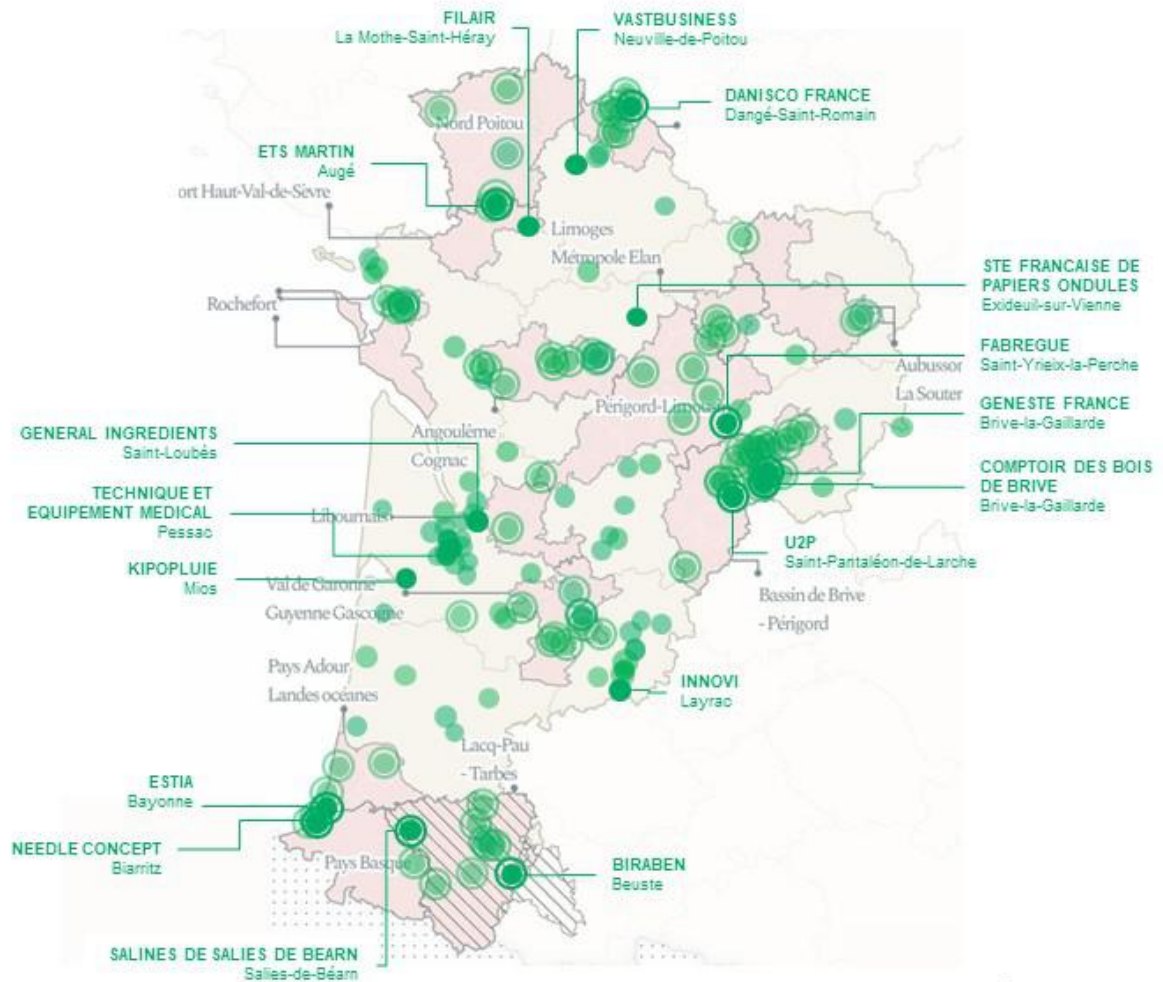 FILAIR
La Mothe-Saint-Héray
VASTBUSINESS
Neuville-de-Poitou
DANISCO FRANCE
Dangé-Saint-Romain
Nord Poitou
ETS MARTIN
Augé
ort Haut-Val-de-Sèvre
Limoges
Métropole Elan
STE FRANCAISE DE
PAPIERS ONDULES
Exideuil-sur-Vienne
Rochefort
FABREGUE
Saint-Yrieix-la-Perche
Aubusson
La Souter
Périgord-Limou
GENESTE FRANCE
Brive-la-Gaillarde
GENERAL INGREDIENTS
Saint-Loubès
Angoulême
Cognac
COMPTOIR DES BOIS
DE BRIVE
Brive-la-Gaillarde
TECHNIQUE ET
EQUIPEMENT MEDICAL
Pessac
Libournais
U2P
Saint-Pantaléon-de-Larche
KIPOPLUIE
Mios
Val de Garonne
Guyenne Gascogne
Bassin de Brive
- Périgord
Pays Adour
Landes océanes
INNOVI
Layrac
Lacq-Pau
- Tarbes
ESTIA
Bayonne
NEEDLE CONCEPT
Biarritz
Pays Basque
BIRABEN
Beuste
SALINES DE SALIES DE BEARN
Salies-de-Béarn